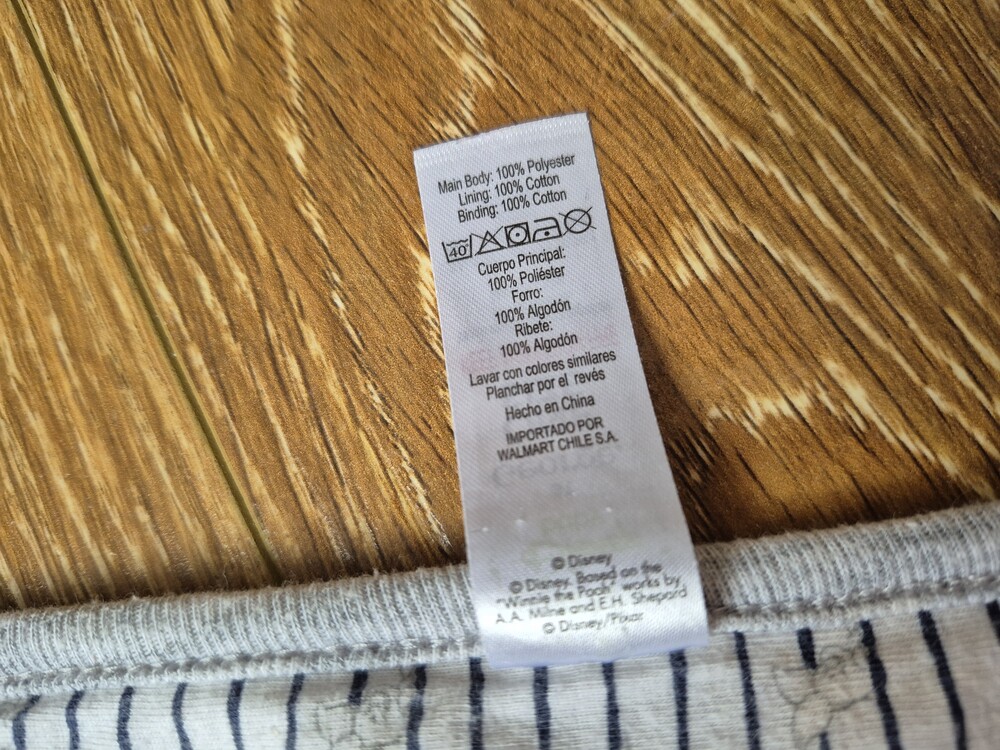 Main Body: 100% Polyester
Lining: 100% Cotton
Binding: 100% Cotton
40
Cuerpo Principal:
100% Poliéster
Forro:
100% Algodón
Ribete:
100% Algodón
Lavar con colores similares
Planchar por el revés
Hecho en China
IMPORTADO POR
WALMART CHILE S.A.
© Disney
© Disney. Based on the
"Winnie the Pooh" works by
A.A. Milne and E.H. Shepard
© Disney/Pixar